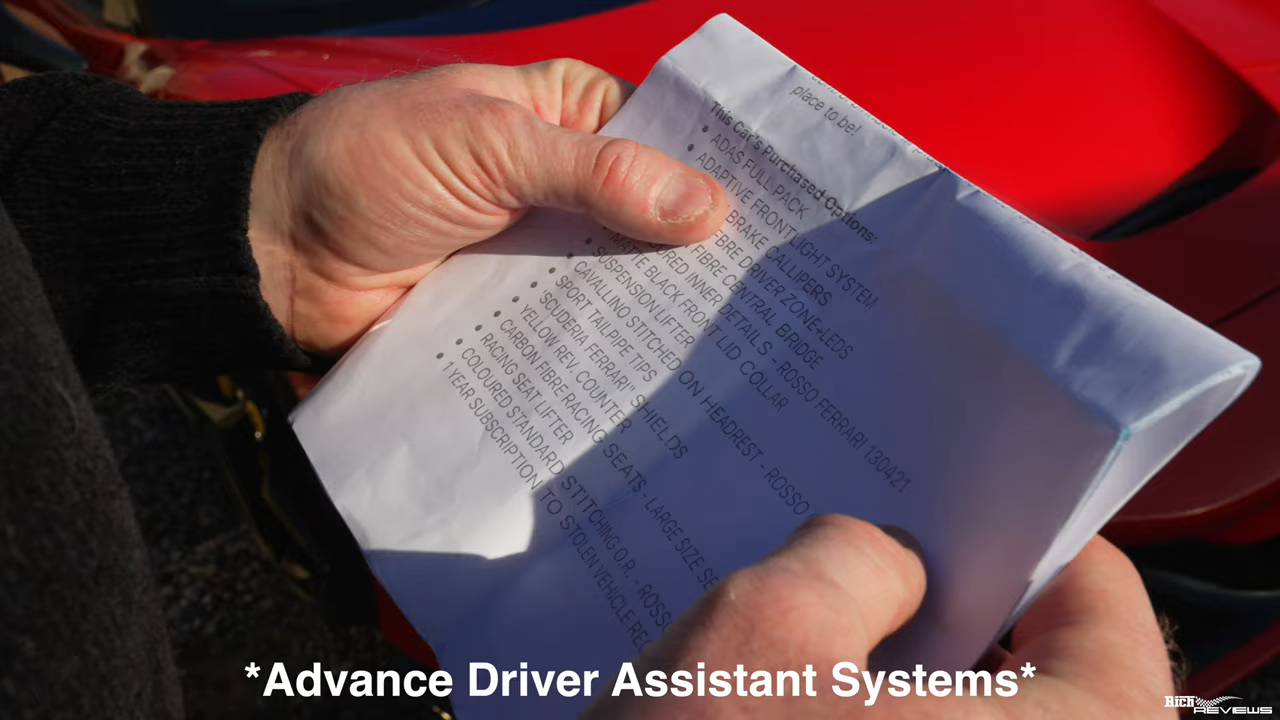 place to be!
This Car's Purchased Options:
• ADAS FULL PACK
• ADAPTIVE FRONTLIGHT SYSTEM
BRAKE CALLIPERS
FIBRE DRIVER ZONE+LEDS
FIBRE CENTRAL BRIDGE
INNER DETAILS - ROSSO FERRARI 130421
• MATTE BLACK FRONT LID COLLAR
• SUSPENSION LIFTER
• CAVALLINO STITCHED ON HEADREST - ROSSO
• SPORT TAILPIPE TIPS
• "SCUDERIA FERRARI" SHIELDS
• YELLOW REV. COUNTER
• CARBON FIBRE RACING SEATS - LARGE SIZE
• RACING SEAT LIFTER
• COLOURED STANDARD STITCHING Q.R. - ROSSO
• 1 YEAR SUBSCRIPTION TO STOLEN VEHICLE
*Advance Driver Assistant Systems*
Rich REVIEWS